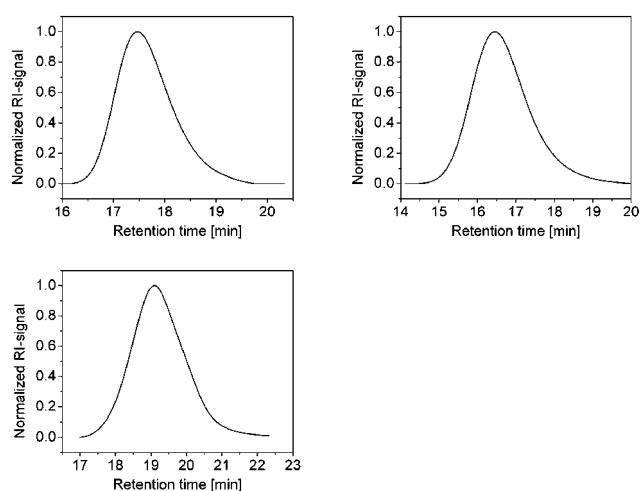 Normalized RI-signal
1.0
0.8
0.6
0.4
0.2
0.0
16 17 18 19 20
Retention time [min]
Normalized RI-signal
1.0
0.8
0.6
0.4
0.2
0.0
14 15 16 17 18 19 20
Retention time [min]
Normalized RI-signal
1.0
0.8
0.6
0.4
0.2
0.0
17 18 19 20 21 22 23
Retention time [min]